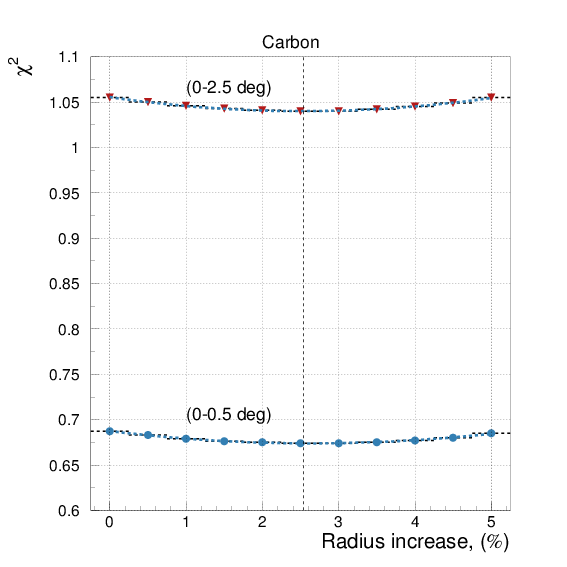 Carbon
χ²
1.1
(0-2.5 deg)
1.05
1
0.95
0.9
0.85
0.8
0.75
(0-0.5 deg)
0.7
0.65
0.6
0 1 2 3 4 5
Radius increase, (%)